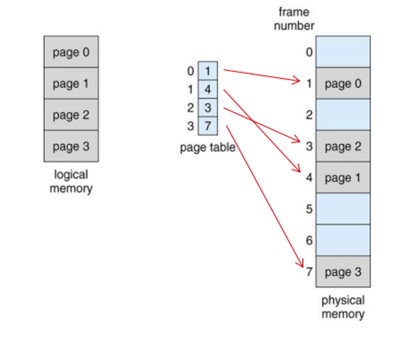 page 0
page 1
page 2
page 3
logical
memory
0 1
1 4
2 3
3 7
page table
frame
number
0
1 page 0
2
3 page 2
4 page 1
5
6
7 page 3
physical
memory